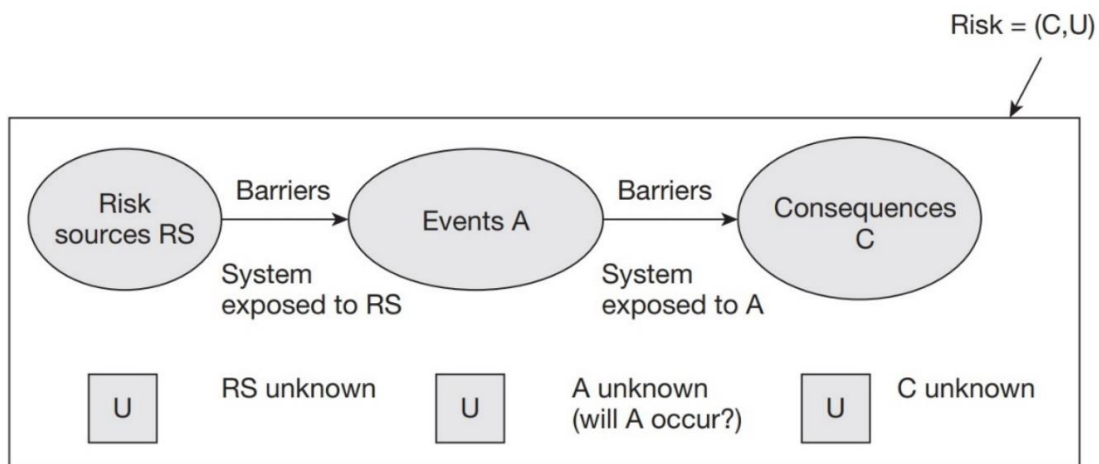 Risk = (C,U)
Risk
sources RS
Barriers
System
exposed to RS
Events A
Barriers
System
exposed to A
Consequences
C
U
RS unknown
U
A unknown
(will A occur?)
U
C unknown